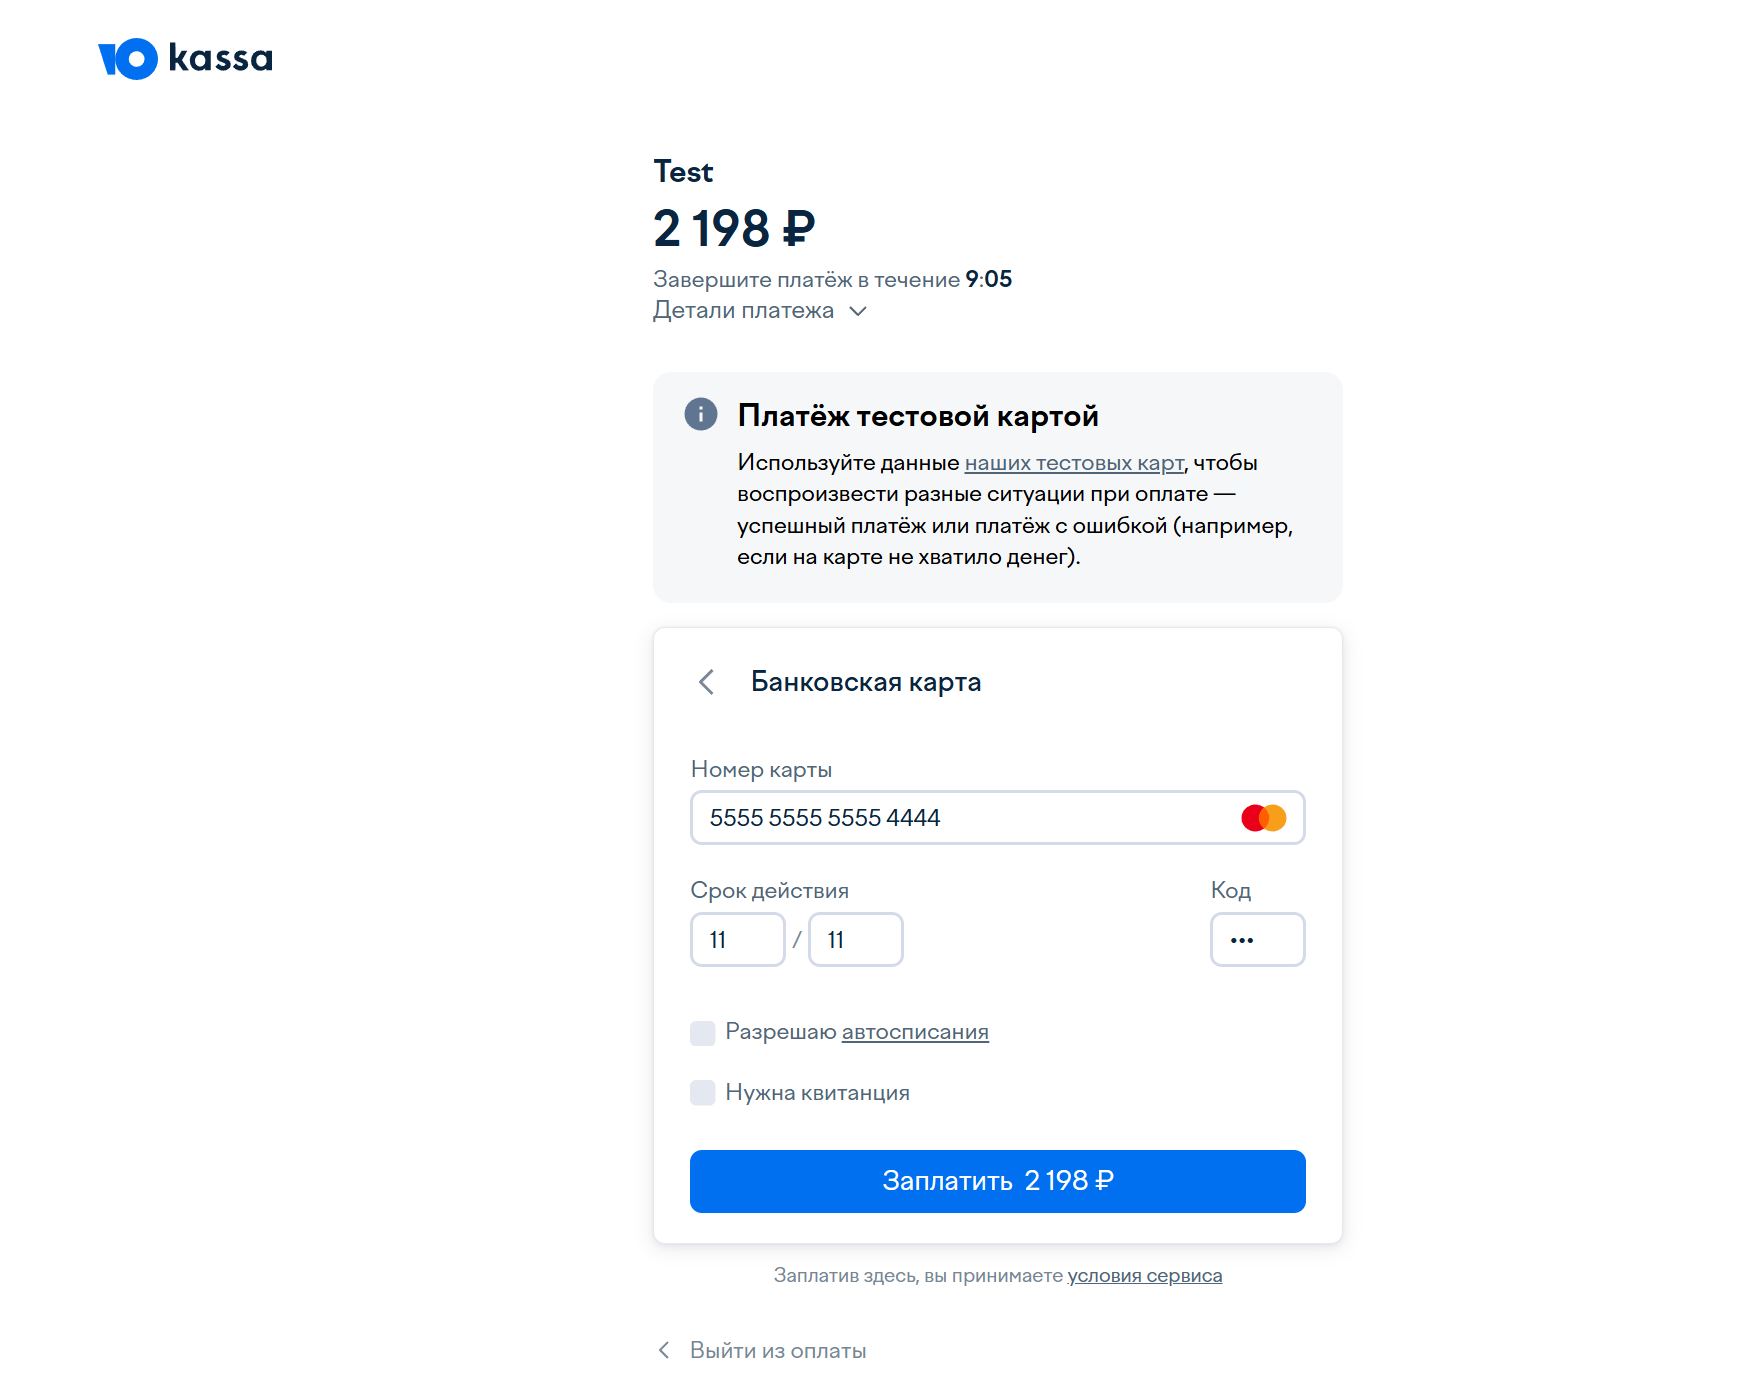 Ю kassa
Test
2 198 ₽
Завершите платёж в течение 9:05
Детали платежа
Платёж тестовой картой
Используйте данные наших тестовых карт, чтобы
воспроизвести разные ситуации при оплате —
успешный платёж или платёж с ошибкой (например,
если на карте не хватило денег).
Банковская карта
Номер карты
5555 5555 5555 4444
Срок действия
Код
11 / 11
•••
Разрешаю автосписания
Нужна квитанция
Заплатить 2 198 ₽
Заплатив здесь, вы принимаете условия сервиса
Выйти из оплаты